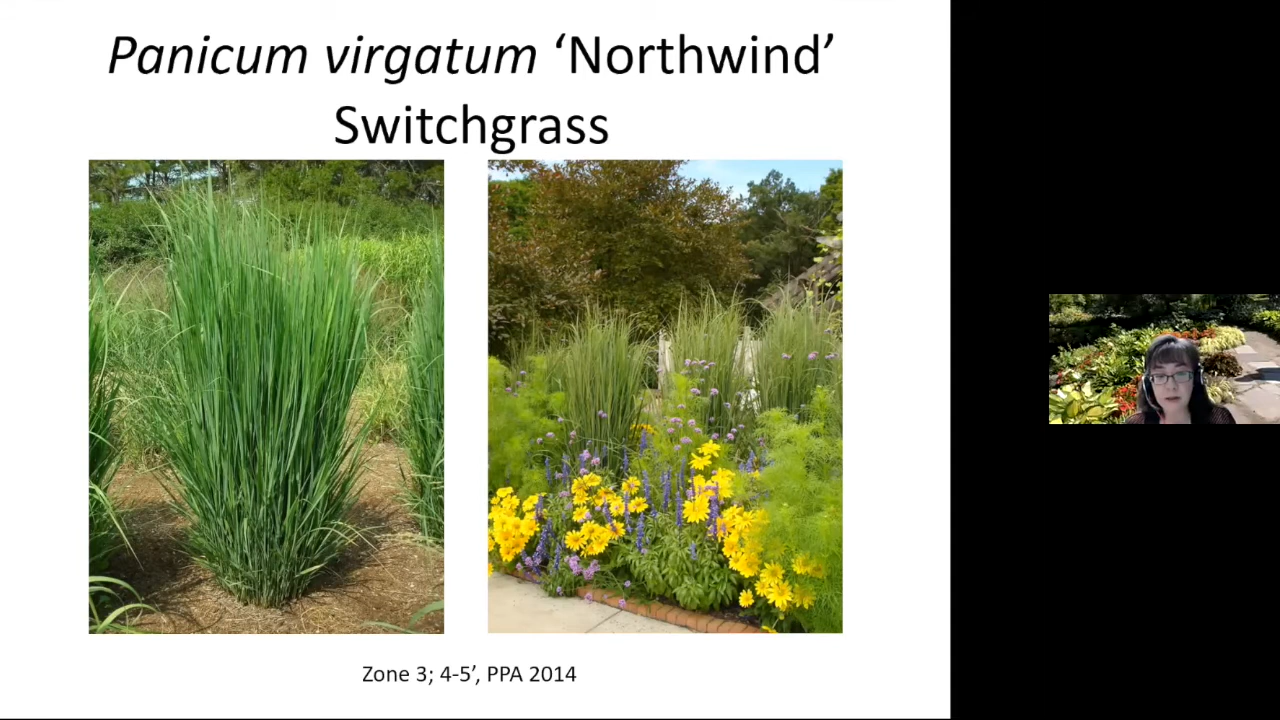 Panicum virgatum ‘Northwind’
Switchgrass
Zone 3; 4-5’, PPA 2014